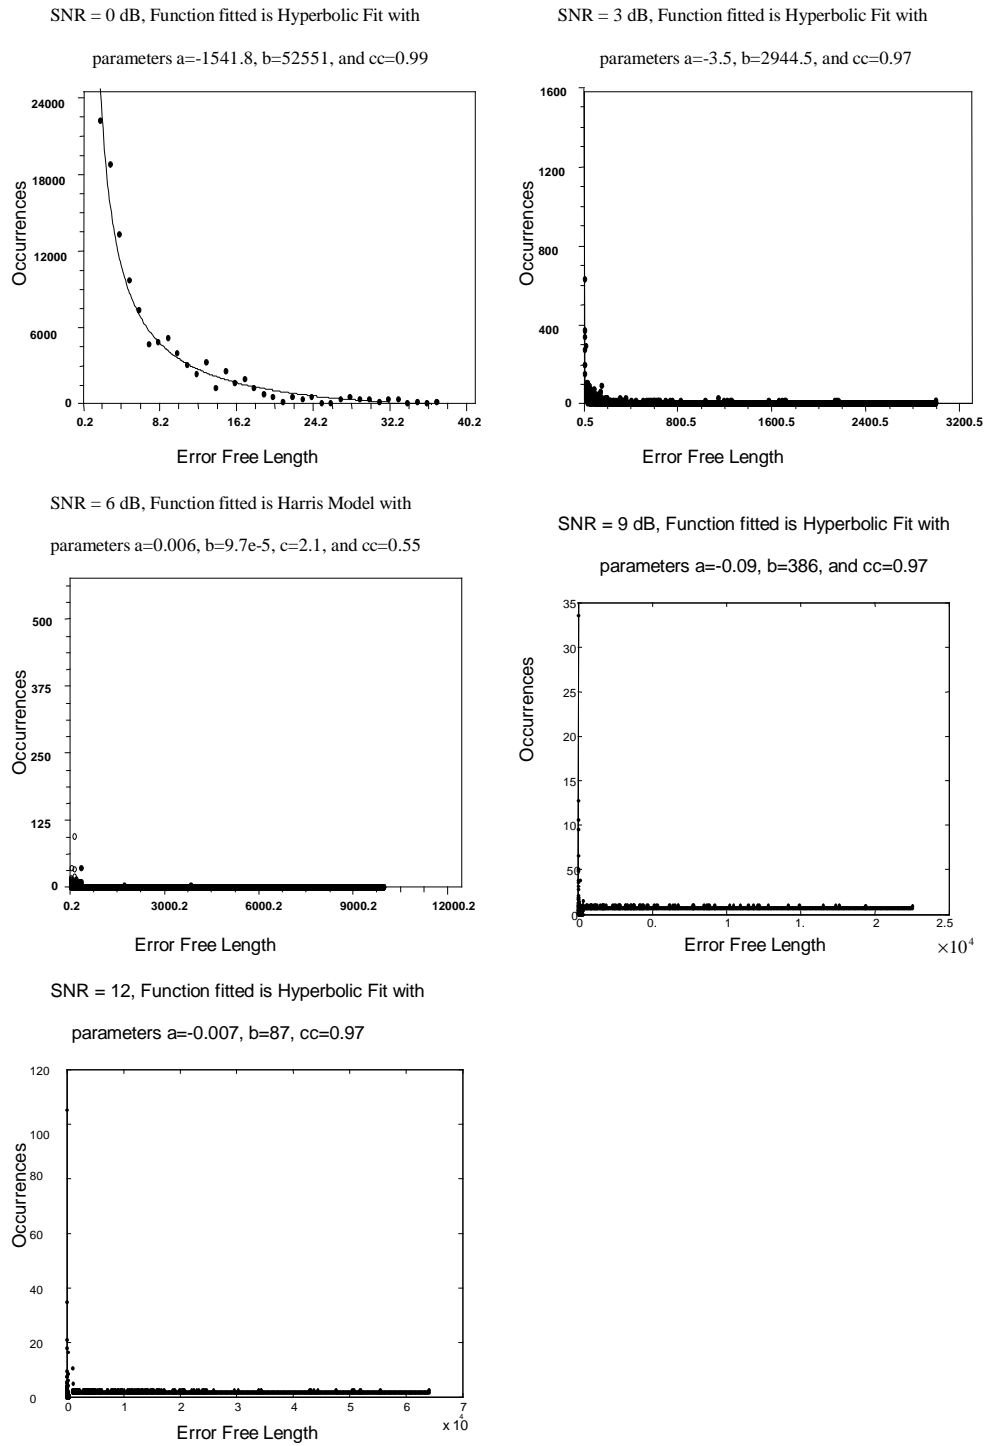 SNR = 0 dB, Function fitted is Hyperbolic Fit with
parameters a=-1541.8, b=52551, and cc=0.99
24000
18000
12000
6000
0
Occurrences
0.2 8.2 16.2 24.2 32.2 40.2
Error Free Length
SNR = 3 dB, Function fitted is Hyperbolic Fit with
parameters a=-3.5, b=2944.5, and cc=0.97
1600
1200
800
400
0
Occurrences
0.5 800.5 1600.5 2400.5 3200.5
Error Free Length
SNR = 6 dB, Function fitted is Harris Model with
parameters a=0.006, b=9.7e-5, c=2.1, and cc=0.55
500
375
250
125
0
Occurrences
0.2 3000.2 6000.2 9000.2 12000.2
Error Free Length
SNR = 9 dB, Function fitted is Hyperbolic Fit with
parameters a=-0.09, b=386, and cc=0.97
35
30
25
20
15
10
50
0
Occurrences
0 0. 1 1. 2 2.5
Error Free Length
×10⁴
SNR = 12, Function fitted is Hyperbolic Fit with
parameters a=-0.007, b=87, cc=0.97
120
100
80
60
40
20
0
Occurrences
0 1 2 3 4 5 6 7
Error Free Length
x 10⁴